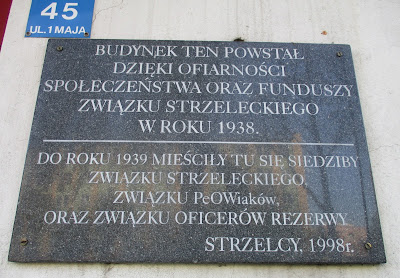 45
UL. 1 MAJA
BUDYNEK TEN POWSTAŁ
DZIĘKI OFIARNOŚCI
SPOŁECZEŃSTWA ORAZ FUNDUSZY
ZWIĄZKU STRZELECKIEGO
W ROKU 1938.
DO ROKU 1939 MIEŚCIŁY TU SIĘ SIEDZIBY
ZWIĄZKU STRZELECKIEGO,
ZWIĄZKU PeOWiaków,
ORAZ ZWIĄZKU OFICERÓW REZERWY
STRZELCY, 1998r.